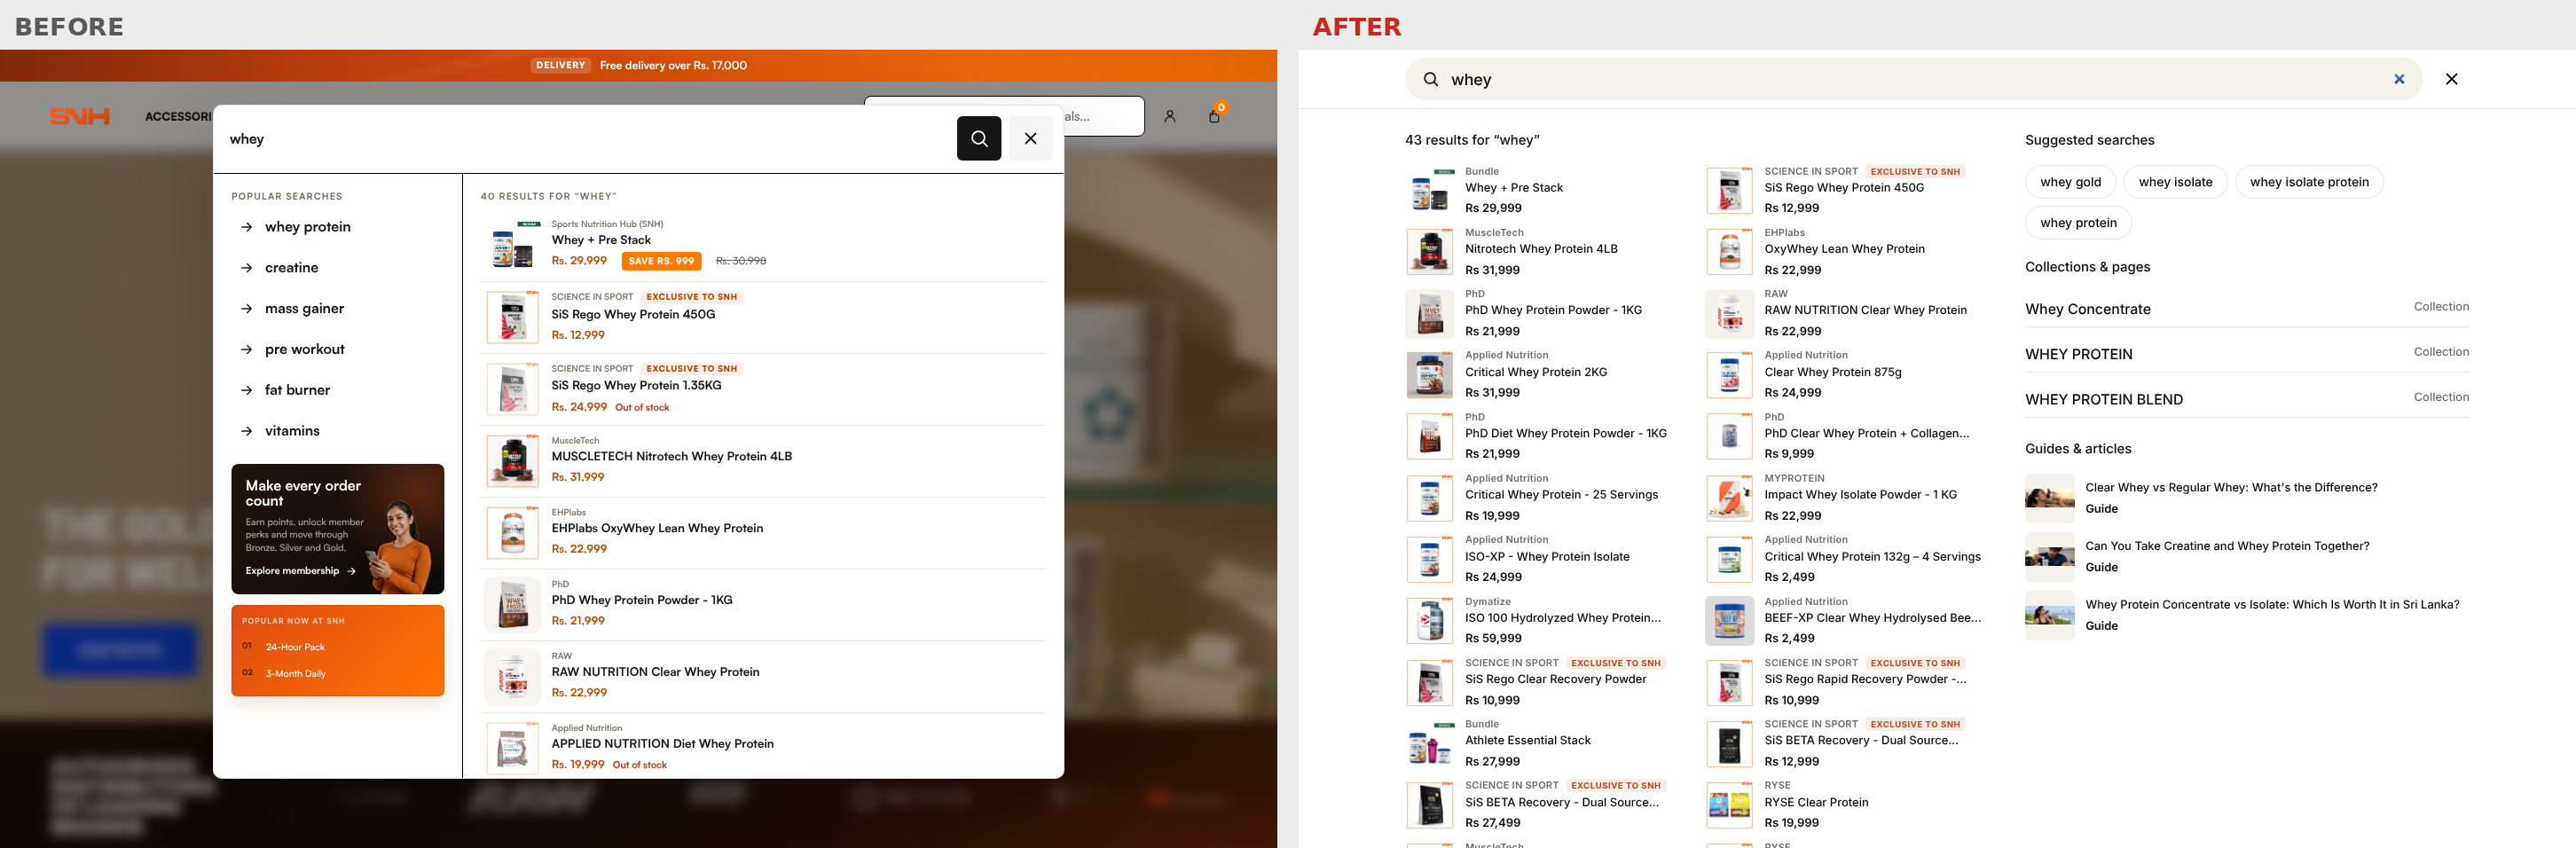 BEFORE
DELIVERY Free delivery over Rs. 17,000
SNH
ACCESSORI
als...
0
whey
POPULAR SEARCHES
whey protein
creatine
mass gainer
pre workout
fat burner
vitamins
Make every order
count
Earn points, unlock member
perks and move through
Bronze, Silver and Gold.
Explore membership
POPULAR NOW AT SNH
01 24-Hour Pack
02 3-Month Daily
40 RESULTS FOR “WHEY”
Sports Nutrition Hub (SNH)
Whey + Pre Stack
Rs. 29,999 SAVE RS. 999 Rs. 30,998
SCIENCE IN SPORT EXCLUSIVE TO SNH
SiS Rego Whey Protein 450G
Rs. 12,999
SCIENCE IN SPORT EXCLUSIVE TO SNH
SiS Rego Whey Protein 1.35KG
Rs. 24,999 Out of stock
MuscleTech
MUSCLETECH Nitrotech Whey Protein 4LB
Rs. 31,999
EHPlabs
EHPlabs OxyWhey Lean Whey Protein
Rs. 22,999
PhD
PhD Whey Protein Powder - 1KG
Rs. 21,999
RAW
RAW NUTRITION Clear Whey Protein
Rs. 22,999
Applied Nutrition
APPLIED NUTRITION Diet Whey Protein
Rs. 19,999 Out of stock
THE GOLD
FOR WELL
AUTHORISED
DISTRIBUTORS
OF LEADING
BRANDS
RAW
AFTER
whey
43 results for “whey”
Bundle
Whey + Pre Stack
Rs 29,999
SCIENCE IN SPORT EXCLUSIVE TO SNH
SiS Rego Whey Protein 450G
Rs 12,999
MuscleTech
Nitrotech Whey Protein 4LB
Rs 31,999
EHPlabs
OxyWhey Lean Whey Protein
Rs 22,999
PhD
PhD Whey Protein Powder - 1KG
Rs 21,999
RAW
RAW NUTRITION Clear Whey Protein
Rs 22,999
Applied Nutrition
Critical Whey Protein 2KG
Rs 31,999
Applied Nutrition
Clear Whey Protein 875g
Rs 24,999
PhD
PhD Diet Whey Protein Powder - 1KG
Rs 21,999
PhD
PhD Clear Whey Protein + Collagen...
Rs 9,999
Applied Nutrition
Critical Whey Protein - 25 Servings
Rs 19,999
MYPROTEIN
Impact Whey Isolate Powder - 1 KG
Rs 22,999
Applied Nutrition
ISO-XP - Whey Protein Isolate
Rs 24,999
Applied Nutrition
Critical Whey Protein 132g – 4 Servings
Rs 2,499
Dymatize
ISO 100 Hydrolyzed Whey Protein...
Rs 59,999
Applied Nutrition
BEEF-XP Clear Whey Hydrolysed Bee...
Rs 2,499
SCIENCE IN SPORT EXCLUSIVE TO SNH
SiS Rego Clear Recovery Powder
Rs 10,999
SCIENCE IN SPORT EXCLUSIVE TO SNH
SiS Rego Rapid Recovery Powder -...
Rs 10,999
Bundle
Athlete Essential Stack
Rs 27,999
SCIENCE IN SPORT EXCLUSIVE TO SNH
SiS BETA Recovery - Dual Source...
Rs 12,999
SCIENCE IN SPORT EXCLUSIVE TO SNH
SiS BETA Recovery - Dual Source...
Rs 27,499
RYSE
RYSE Clear Protein
Rs 19,999
MuscleTech
RYSE
Suggested searches
whey gold
whey isolate
whey isolate protein
whey protein
Collections & pages
Whey Concentrate Collection
WHEY PROTEIN Collection
WHEY PROTEIN BLEND Collection
Guides & articles
Clear Whey vs Regular Whey: What's the Difference?
Guide
Can You Take Creatine and Whey Protein Together?
Guide
Whey Protein Concentrate vs Isolate: Which Is Worth It in Sri Lanka?
Guide